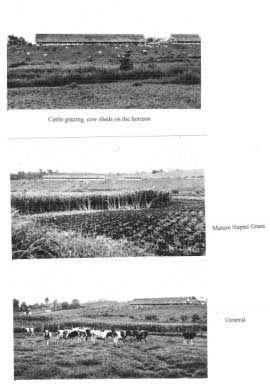 Cattle grazing, cow sheds on the horizon
Mature Napier Grass
General